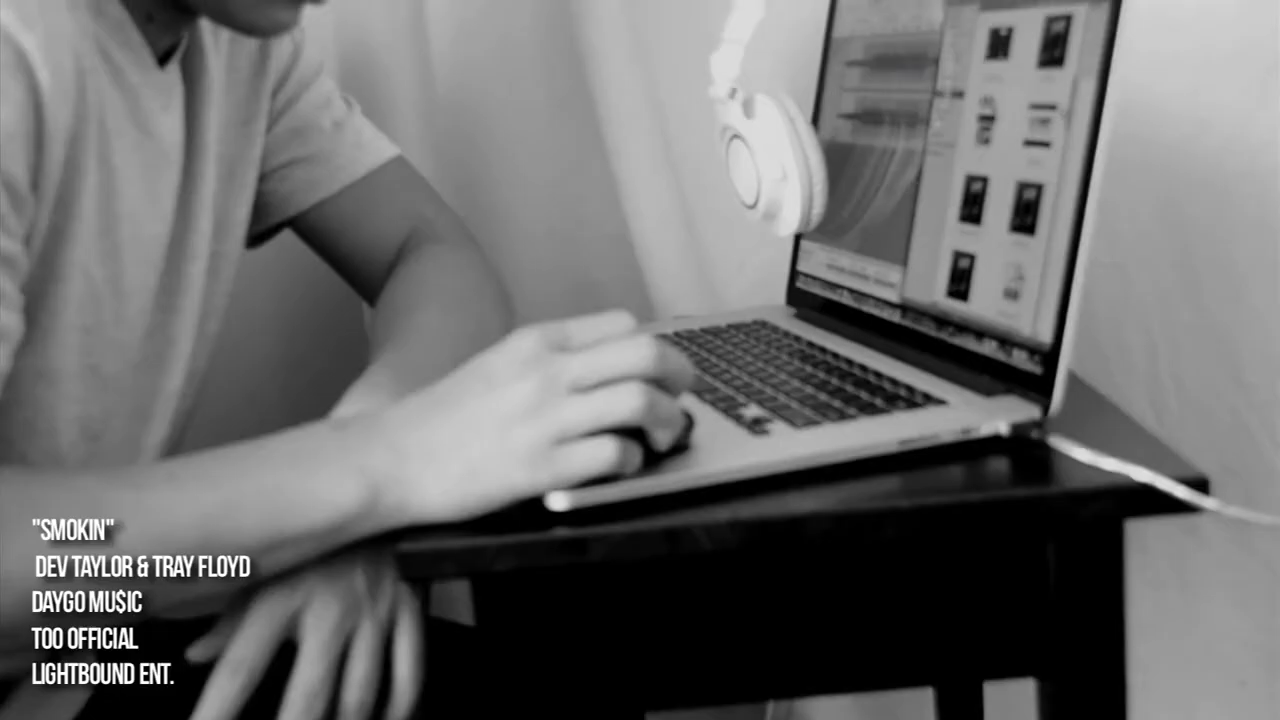 "SMOKIN"
DEV TAYLOR & TRAY FLOYD
DAYGO MU$IC
TOO OFFICIAL
LIGHTBOUND ENT.